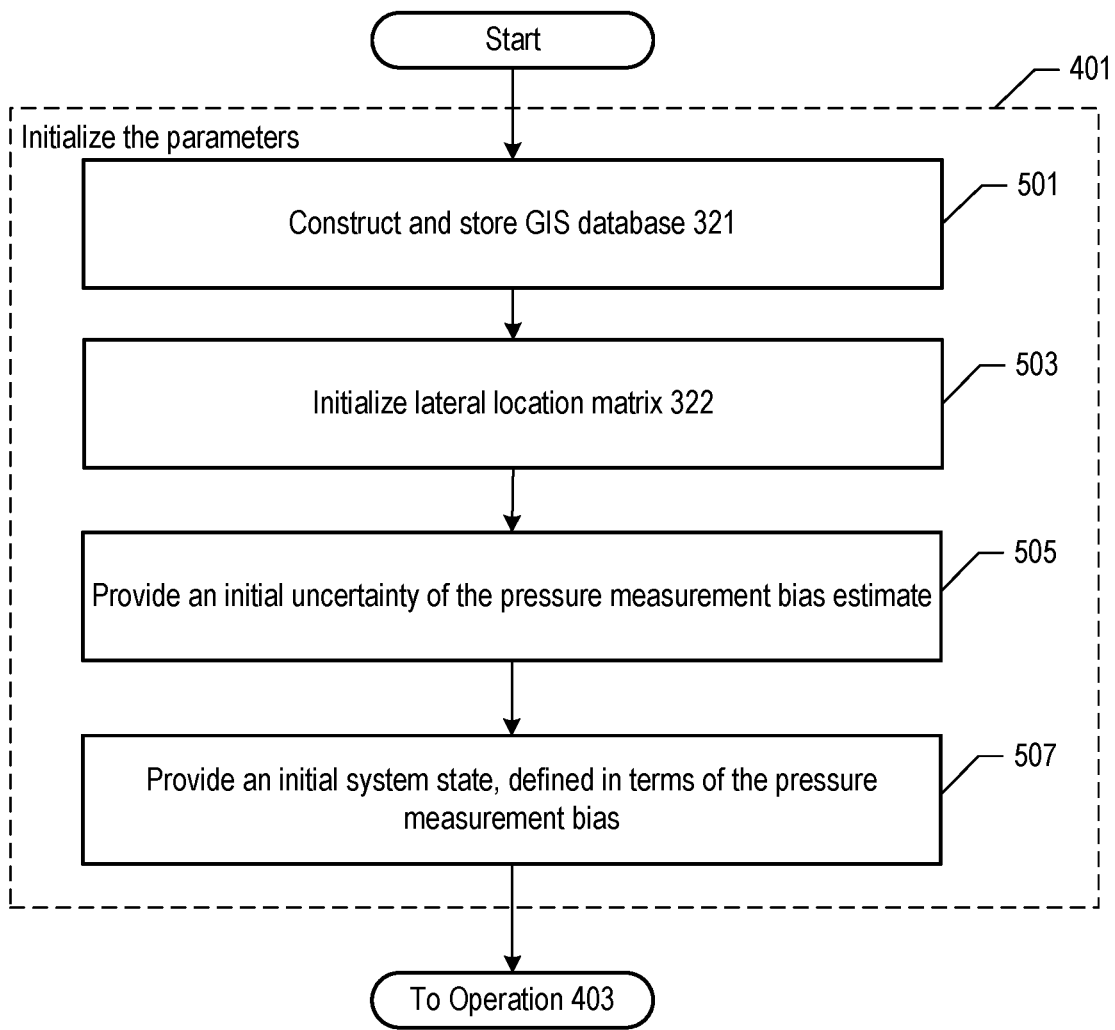 Start
401
Initialize the parameters
501
Construct and store GIS database 321
503
Initialize lateral location matrix 322
505
Provide an initial uncertainty of the pressure measurement bias estimate
507
Provide an initial system state, defined in terms of the pressure
measurement bias
To Operation 403